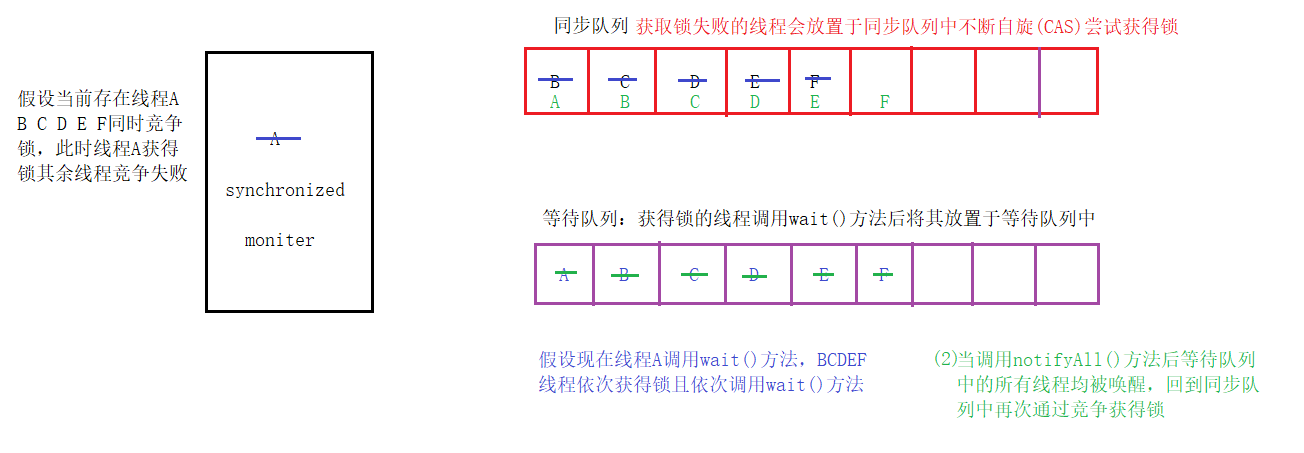 同步队列 获取锁失败的线程会放置于同步队列中不断自旋(CAS)尝试获得锁
B C D E F
A B C D E F
假设当前存在线程A
B C D E F同时竞争
锁，此时线程A获得
锁其余线程竞争失败
A
synchronized
moniter
等待队列：获得锁的线程调用wait()方法后将其放置于等待队列中
A B C D E F
假设现在线程A调用wait()方法，BCDEF
线程依次获得锁且依次调用wait()方法
(2)当调用notifyAll()方法后等待队列
中的所有线程均被唤醒，回到同步队
列中再次通过竞争获得锁